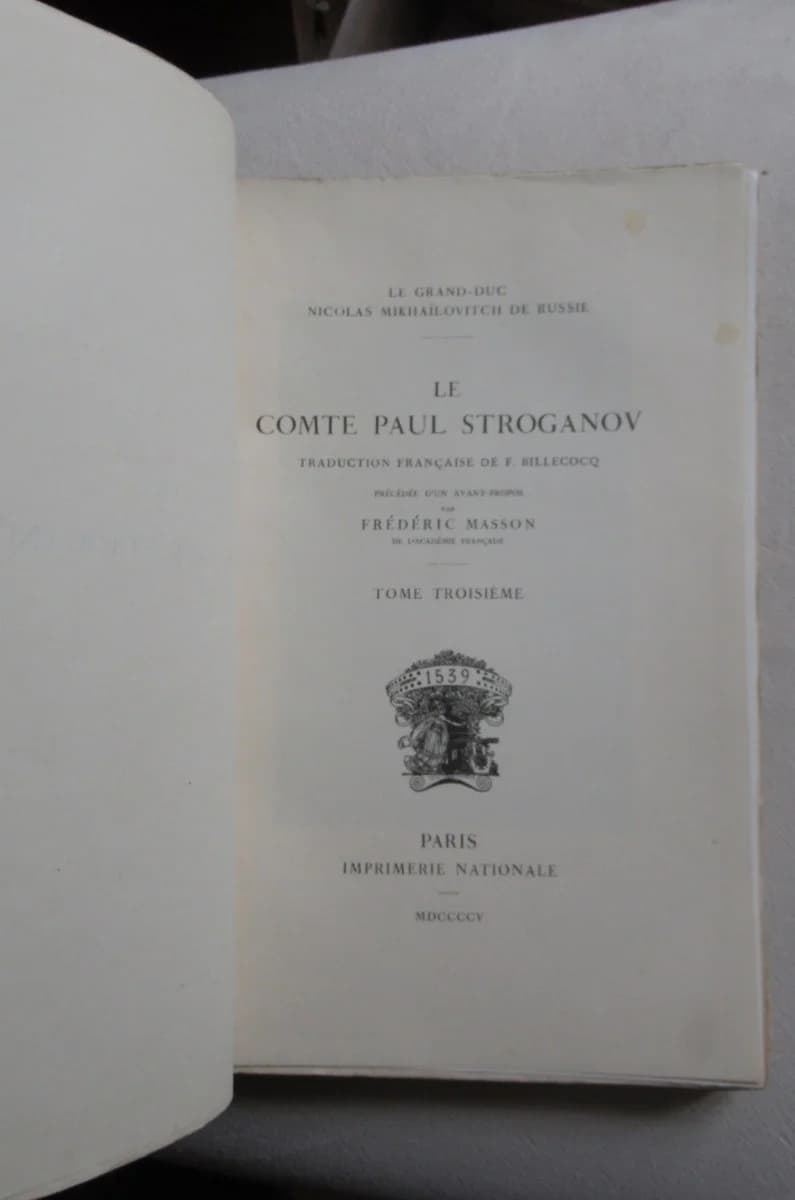 LE GRAND-DUC
NICOLAS MIKHAÏLOVITCH DE RUSSIE
LE
COMTE PAUL STROGANOV
TRADUCTION FRANÇAISE DE F. BILLECOCQ
PRÉCÉDÉE D'UN AVANT-PROPOS
PAR
FRÉDÉRIC MASSON
DE L'ACADÉMIE FRANÇAISE
TOME TROISIÈME
1539
PARIS
IMPRIMERIE NATIONALE
MDCCCCV